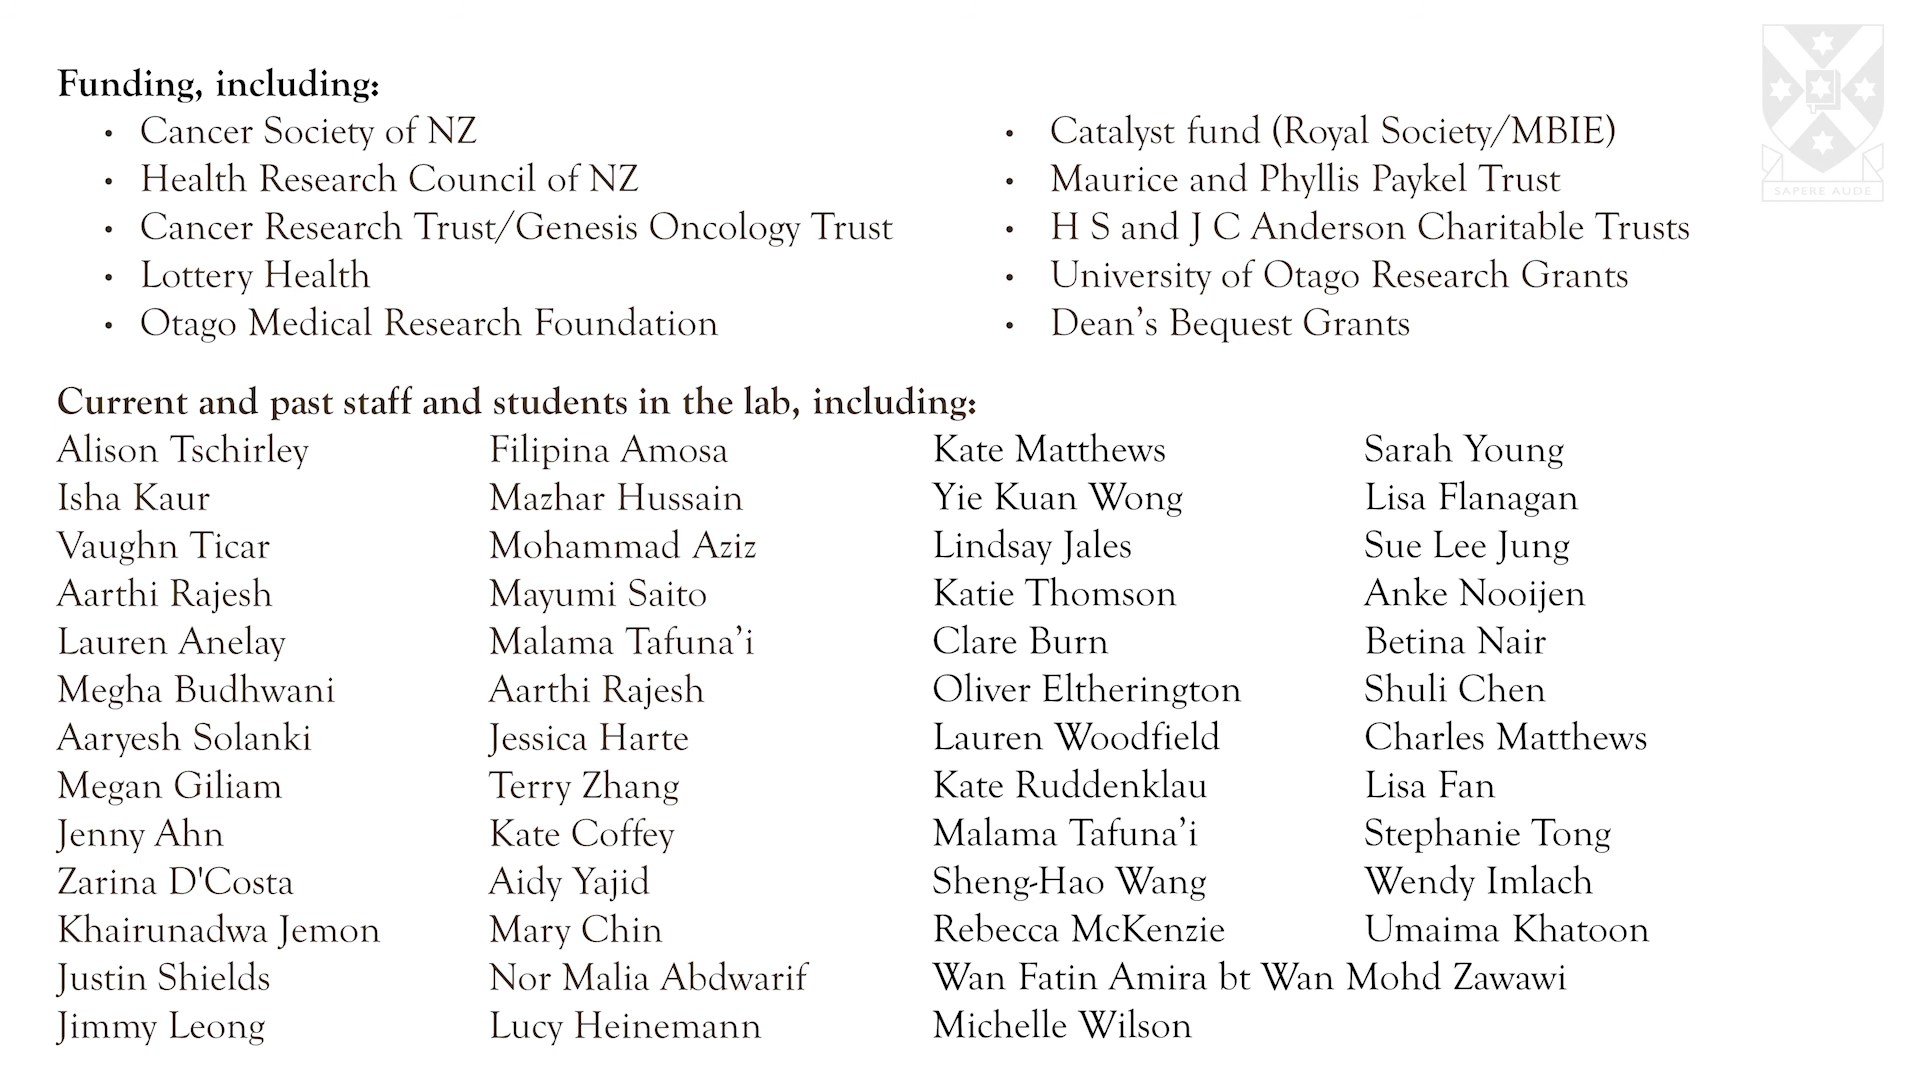 Funding, including:
• Cancer Society of NZ
• Health Research Council of NZ
• Cancer Research Trust/Genesis Oncology Trust
• Lottery Health
• Otago Medical Research Foundation
• Catalyst fund (Royal Society/MBIE)
• Maurice and Phyllis Paykel Trust
• H S and J C Anderson Charitable Trusts
• University of Otago Research Grants
• Dean’s Bequest Grants
SAPERE AUDE
Current and past staff and students in the lab, including:
Alison Tschirley
Isha Kaur
Vaughn Ticar
Aarthi Rajesh
Lauren Anelay
Megha Budhwani
Aaryesh Solanki
Megan Giliam
Jenny Ahn
Zarina D'Costa
Khairunadwa Jemon
Justin Shields
Jimmy Leong
Filipina Amosa
Mazhar Hussain
Mohammad Aziz
Mayumi Saito
Malama Tafuna’i
Aarthi Rajesh
Jessica Harte
Terry Zhang
Kate Coffey
Aidy Yajid
Mary Chin
Nor Malia Abdwarif
Lucy Heinemann
Kate Matthews
Yie Kuan Wong
Lindsay Jales
Katie Thomson
Clare Burn
Oliver Eltherington
Lauren Woodfield
Kate Ruddenklau
Malama Tafuna’i
Sheng-Hao Wang
Rebecca McKenzie
Wan Fatin Amira bt Wan Mohd Zawawi
Michelle Wilson
Sarah Young
Lisa Flanagan
Sue Lee Jung
Anke Nooijen
Betina Nair
Shuli Chen
Charles Matthews
Lisa Fan
Stephanie Tong
Wendy Imlach
Umaima Khatoon